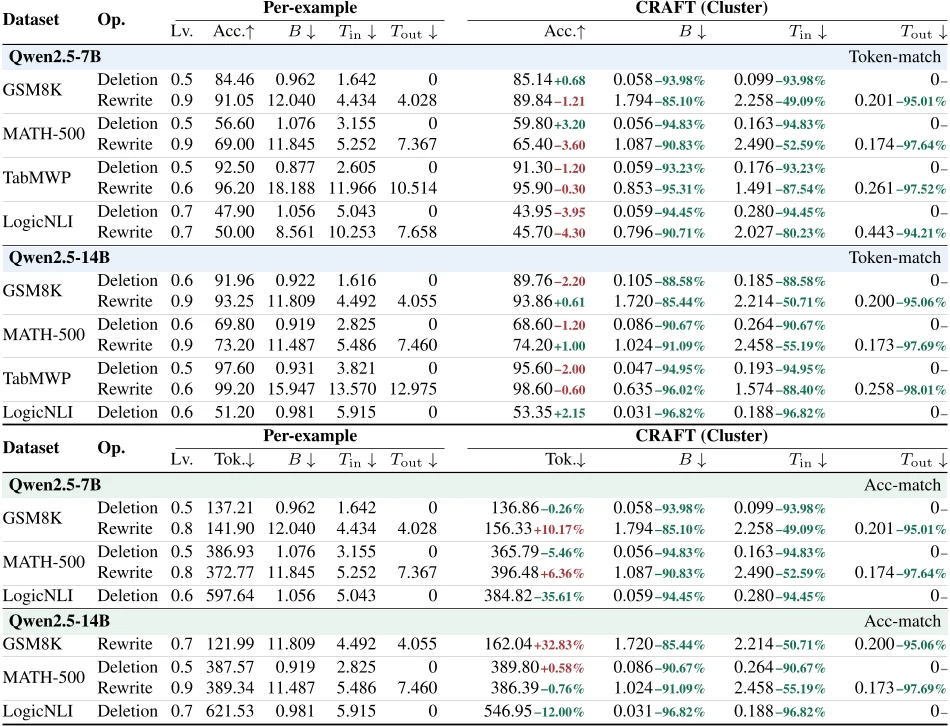 Dataset Op. Per-example CRAFT (Cluster)
Lv. Acc.↑ B ↓ T_in ↓ T_out ↓ Acc.↑ B ↓ T_in ↓ T_out ↓
Qwen2.5-7B Token-match
GSM8K Deletion 0.5 84.46 0.962 1.642 0 85.14+0.68 0.058−93.98% 0.099−93.98% 0–
Rewrite 0.9 91.05 12.040 4.434 4.028 89.84−1.21 1.794−85.10% 2.258−49.09% 0.201−95.01%
MATH-500 Deletion 0.5 56.60 1.076 3.155 0 59.80+3.20 0.056−94.83% 0.163−94.83% 0–
Rewrite 0.9 69.00 11.845 5.252 7.367 65.40−3.60 1.087−90.83% 2.490−52.59% 0.174−97.64%
TabMWP Deletion 0.5 92.50 0.877 2.605 0 91.30−1.20 0.059−93.23% 0.176−93.23% 0–
Rewrite 0.6 96.20 18.188 11.966 10.514 95.90−0.30 0.853−95.31% 1.491−87.54% 0.261−97.52%
LogicNLI Deletion 0.7 47.90 1.056 5.043 0 43.95−3.95 0.059−94.45% 0.280−94.45% 0–
Rewrite 0.7 50.00 8.561 10.253 7.658 45.70−4.30 0.796−90.71% 2.027−80.23% 0.443−94.21%
Qwen2.5-14B Token-match
GSM8K Deletion 0.6 91.96 0.922 1.616 0 89.76−2.20 0.105−88.58% 0.185−88.58% 0–
Rewrite 0.9 93.25 11.809 4.492 4.055 93.86+0.61 1.720−85.44% 2.214−50.71% 0.200−95.06%
MATH-500 Deletion 0.6 69.80 0.919 2.825 0 68.60−1.20 0.086−90.67% 0.264−90.67% 0–
Rewrite 0.9 73.20 11.487 5.486 7.460 74.20+1.00 1.024−91.09% 2.458−55.19% 0.173−97.69%
TabMWP Deletion 0.5 97.60 0.931 3.821 0 95.60−2.00 0.047−94.95% 0.193−94.95% 0–
Rewrite 0.6 99.20 15.947 13.570 12.975 98.60−0.60 0.635−96.02% 1.574−88.40% 0.258−98.01%
LogicNLI Deletion 0.6 51.20 0.981 5.915 0 53.35+2.15 0.031−96.82% 0.188−96.82% 0–
Dataset Op. Per-example CRAFT (Cluster)
Lv. Tok.↓ B ↓ T_in ↓ T_out ↓ Tok.↓ B ↓ T_in ↓ T_out ↓
Qwen2.5-7B Acc-match
GSM8K Deletion 0.5 137.21 0.962 1.642 0 136.86−0.26% 0.058−93.98% 0.099−93.98% 0–
Rewrite 0.8 141.90 12.040 4.434 4.028 156.33+10.17% 1.794−85.10% 2.258−49.09% 0.201−95.01%
MATH-500 Deletion 0.5 386.93 1.076 3.155 0 365.79−5.46% 0.056−94.83% 0.163−94.83% 0–
Rewrite 0.8 372.77 11.845 5.252 7.367 396.48+6.36% 1.087−90.83% 2.490−52.59% 0.174−97.64%
LogicNLI Deletion 0.6 597.64 1.056 5.043 0 384.82−35.61% 0.059−94.45% 0.280−94.45% 0–
Qwen2.5-14B Acc-match
GSM8K Rewrite 0.7 121.99 11.809 4.492 4.055 162.04+32.83% 1.720−85.44% 2.214−50.71% 0.200−95.06%
MATH-500 Deletion 0.5 387.57 0.919 2.825 0 389.80+0.58% 0.086−90.67% 0.264−90.67% 0–
Rewrite 0.9 389.34 11.487 5.486 7.460 386.39−0.76% 1.024−91.09% 2.458−55.19% 0.173−97.69%
LogicNLI Deletion 0.7 621.53 0.981 5.915 0 546.95−12.00% 0.031−96.82% 0.188−96.82% 0–